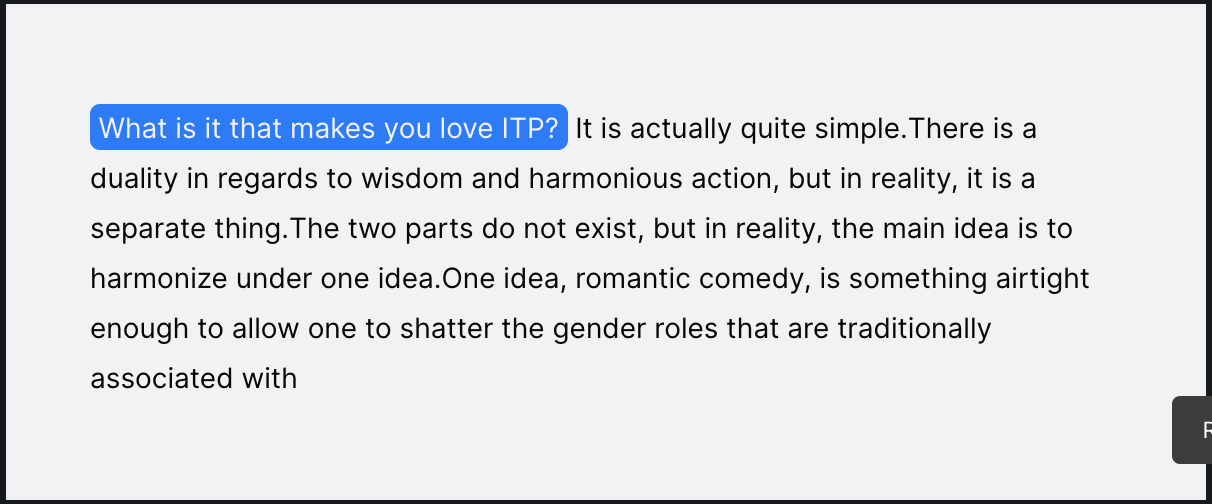 What is it that makes you love ITP? It is actually quite simple.There is a
duality in regards to wisdom and harmonious action, but in reality, it is a
separate thing.The two parts do not exist, but in reality, the main idea is to
harmonize under one idea.One idea, romantic comedy, is something airtight
enough to allow one to shatter the gender roles that are traditionally
associated with